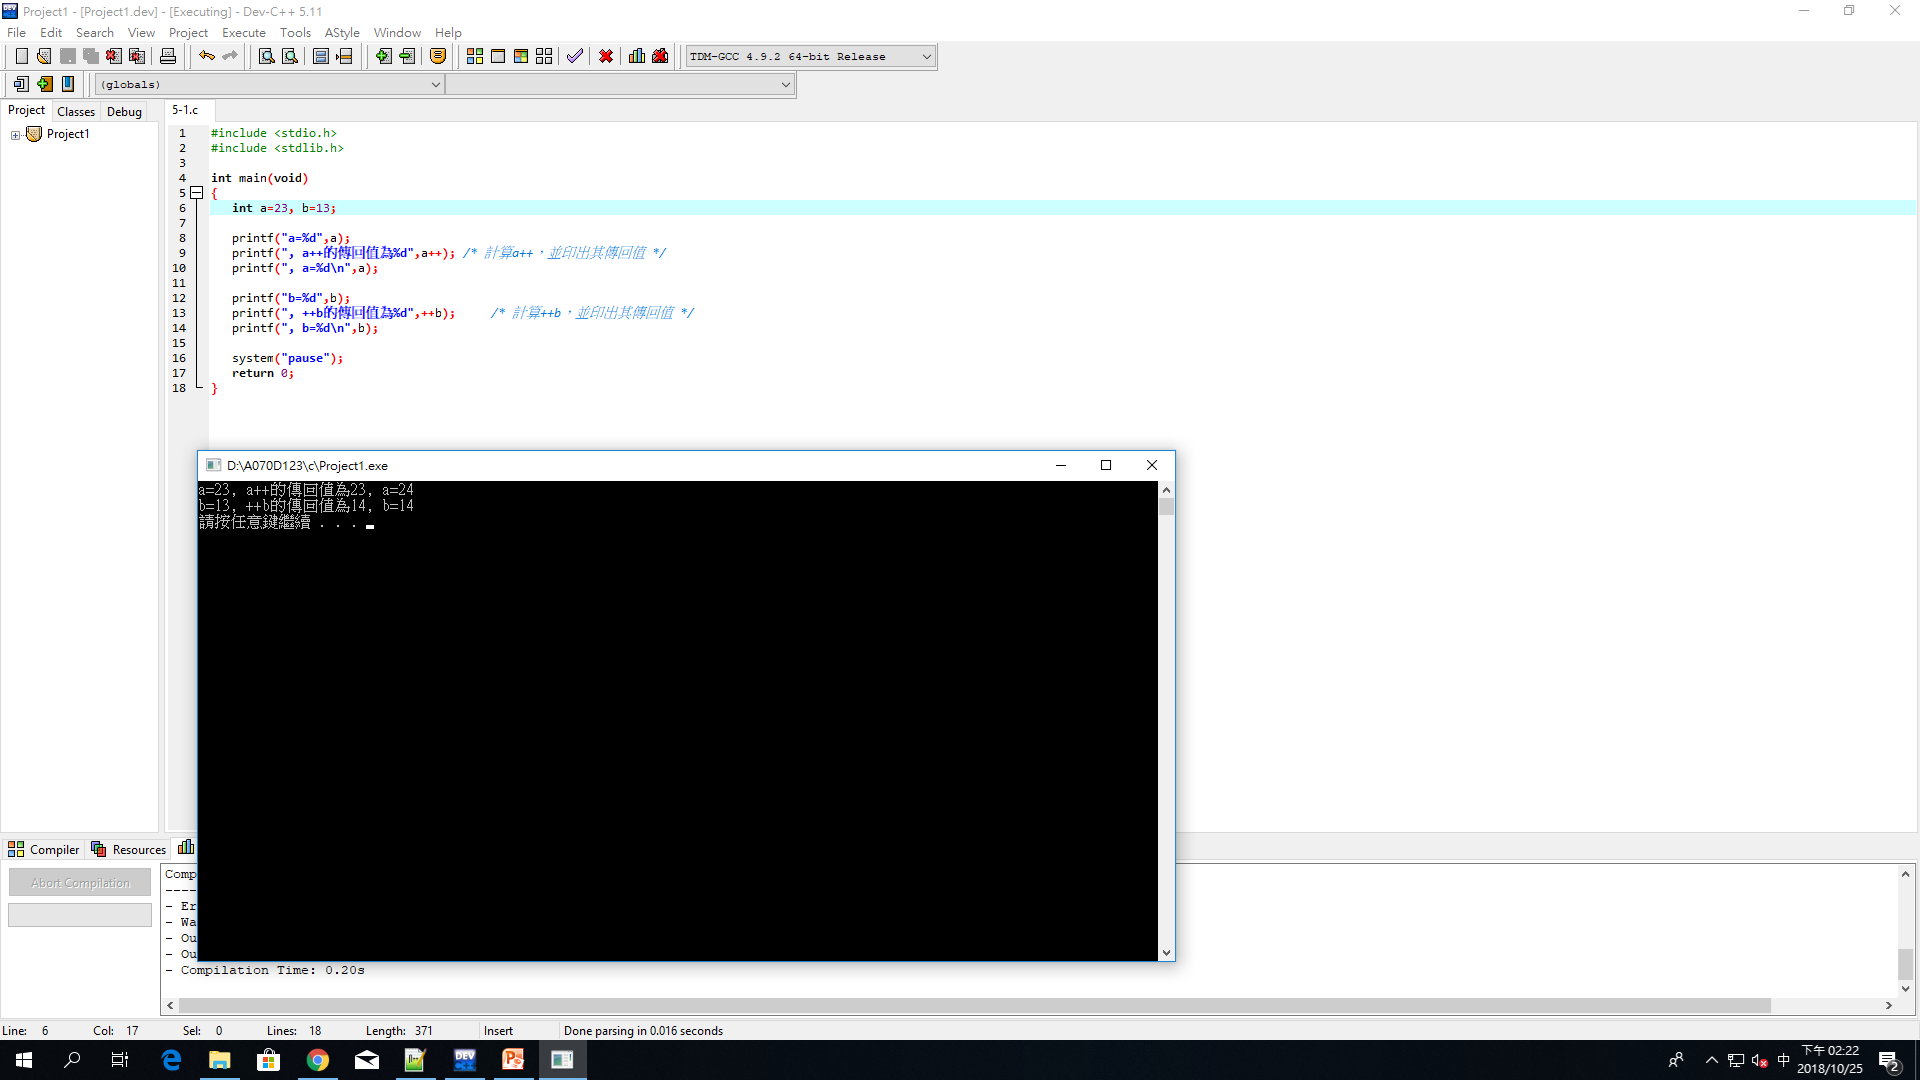 Project1 - [Project1.dev] - [Executing] - Dev-C++ 5.11
File Edit Search View Project Execute Tools AStyle Window Help
TDM-GCC 4.9.2 64-bit Release
(globals)
Project Classes Debug
5-1.c
Project1
1 #include <stdio.h>
2 #include <stdlib.h>
3
4 int main(void)
5 {
6 int a=23, b=13;
7
8 printf("a=%d",a);
9 printf(", a++的傳回值為%d",a++); /* 計算a++，並印出其傳回值 */
10 printf(", a=%d\n",a);
11
12 printf("b=%d",b);
13 printf(", ++b的傳回值為%d",++b); /* 計算++b，並印出其傳回值 */
14 printf(", b=%d\n",b);
15
16 system("pause");
17 return 0;
18 }
D:\A070D123\c\Project1.exe
a=23, a++的傳回值為23, a=24
b=13, ++b的傳回值為14, b=14
請按任意鍵繼續 . . .
Compiler Resources
Abort Compilation
Comp
----
- Er
- Wa
- Ou
- Ou
- Compilation Time: 0.20s
Line: 6 Col: 17 Sel: 0 Lines: 18 Length: 371 Insert Done parsing in 0.016 seconds
中
下午 02:22
2018/10/25
2